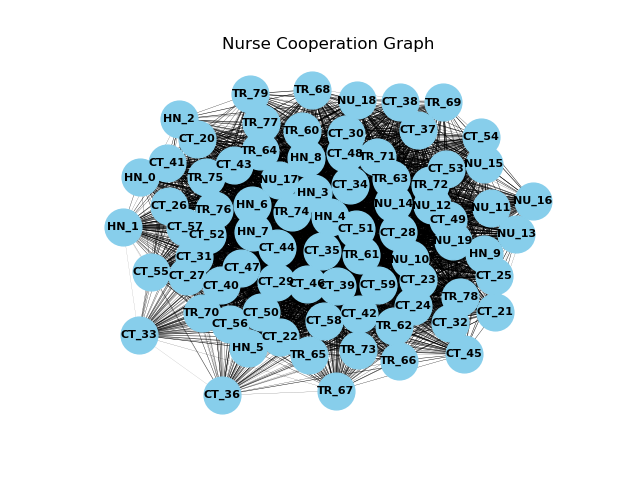 Nurse Cooperation Graph
TR_79
TR_68
NU_18
CT_38
TR_69
HN_2
TR_77
CT_20
TR_60
CT_30
CT_37
CT_54
TR_64
HN_8
CT_48
TR_71
CT_41
CT_43
CT_53
NU_15
HN_0
TR_75
NU_17
HN_3
CT_34
TR_63
TR_72
CT_26
TR_76
HN_6
TR_74
HN_4
NU_14
NU_12
NU_11
NU_16
HN_1
CT_57
CT_52
HN_7
CT_51
CT_28
CT_49
NU_13
CT_31
CT_44
CT_35
TR_61
NU_10
NU_19
HN_9
CT_55
CT_27
CT_47
CT_40
CT_29
CT_46
CT_39
CT_59
CT_23
CT_25
TR_70
CT_56
CT_50
CT_58
CT_42
CT_24
TR_78
CT_21
CT_33
HN_5
CT_22
TR_62
CT_32
TR_65
TR_73
TR_66
CT_45
CT_36
TR_67